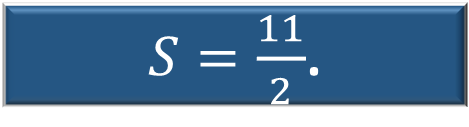 S = 11/2.